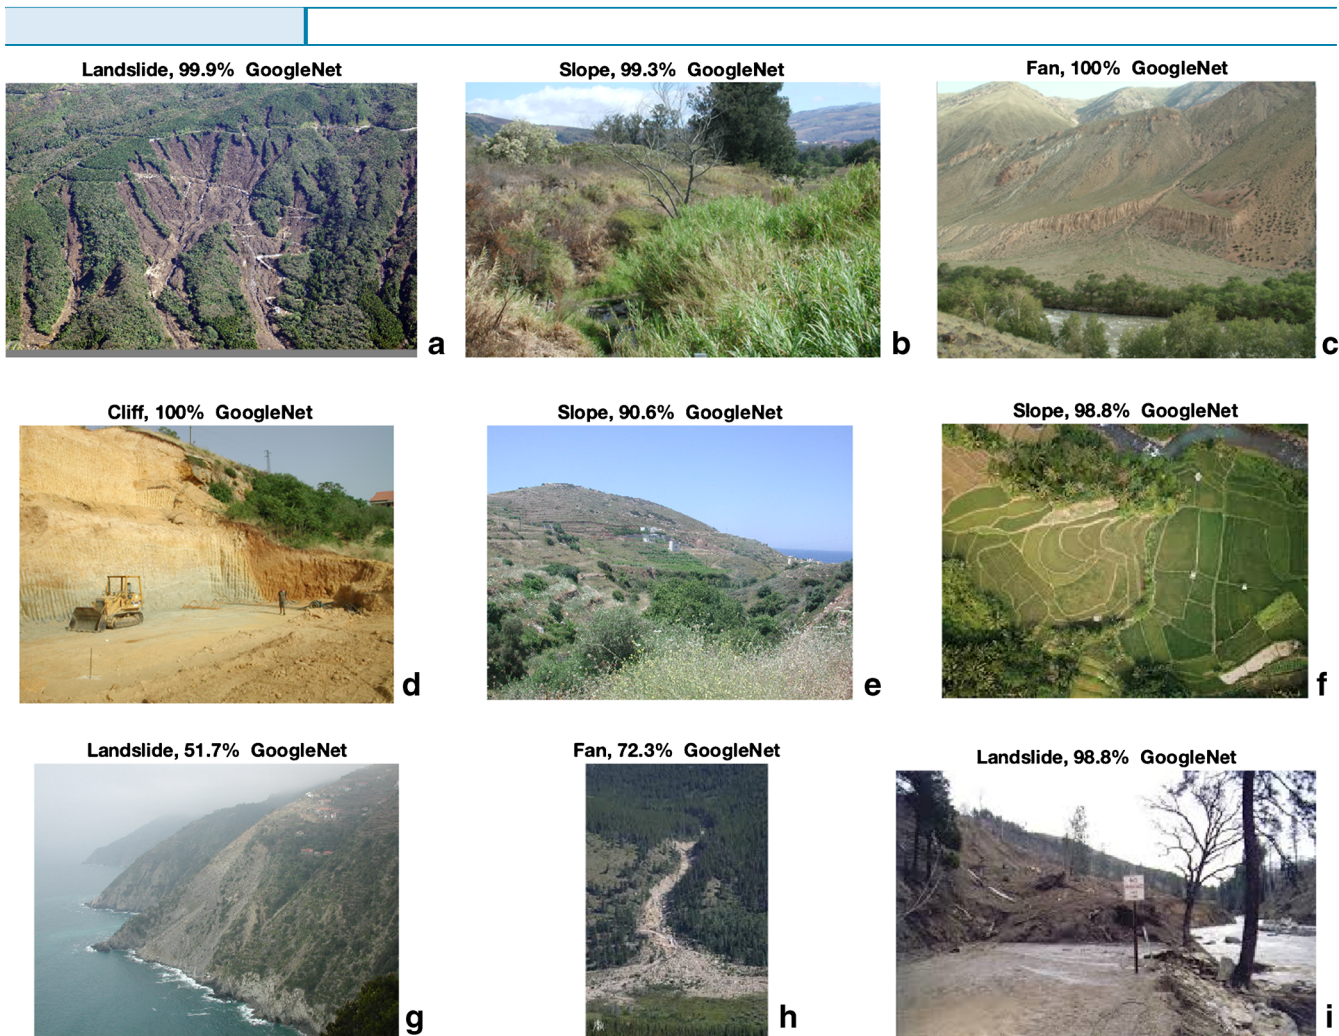 Landslide, 99.9% GoogleNet
Slope, 99.3% GoogleNet
Fan, 100% GoogleNet
a
b
c
Cliff, 100% GoogleNet
Slope, 90.6% GoogleNet
Slope, 98.8% GoogleNet
d
e
f
Landslide, 51.7% GoogleNet
Fan, 72.3% GoogleNet
Landslide, 98.8% GoogleNet
g
h
i